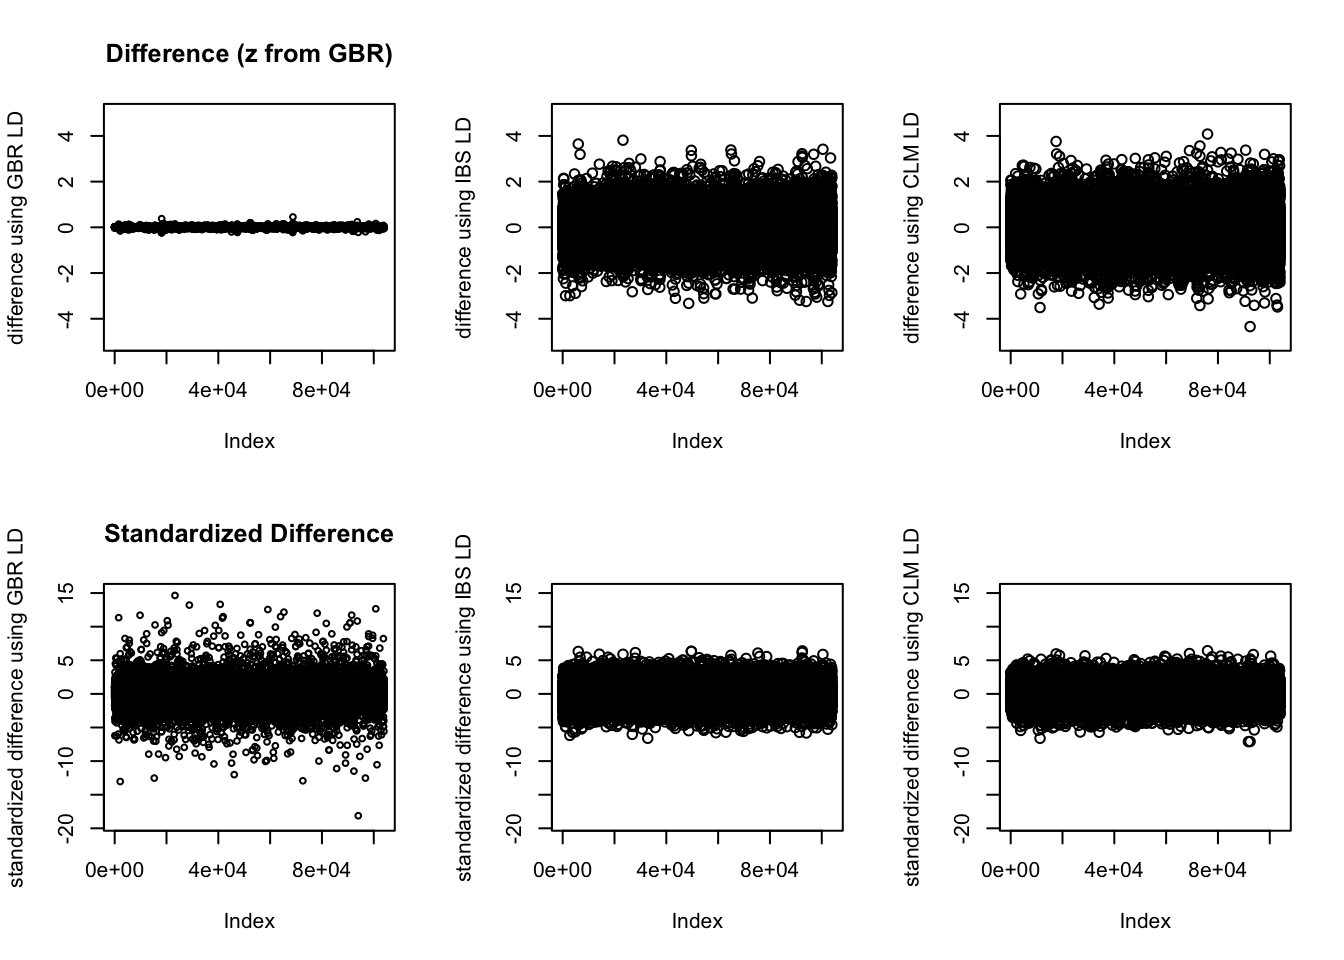 Difference (z from GBR)
difference using GBR LD
4
2
0
-2
-4
0e+00 4e+04 8e+04
Index
difference using IBS LD
4
2
0
-2
-4
0e+00 4e+04 8e+04
Index
difference using CLM LD
4
2
0
-2
-4
0e+00 4e+04 8e+04
Index
Standardized Difference
standardized difference using GBR LD
15
5
0
-10
-20
0e+00 4e+04 8e+04
Index
standardized difference using IBS LD
15
5
0
-10
-20
0e+00 4e+04 8e+04
Index
standardized difference using CLM LD
15
5
0
-10
-20
0e+00 4e+04 8e+04
Index